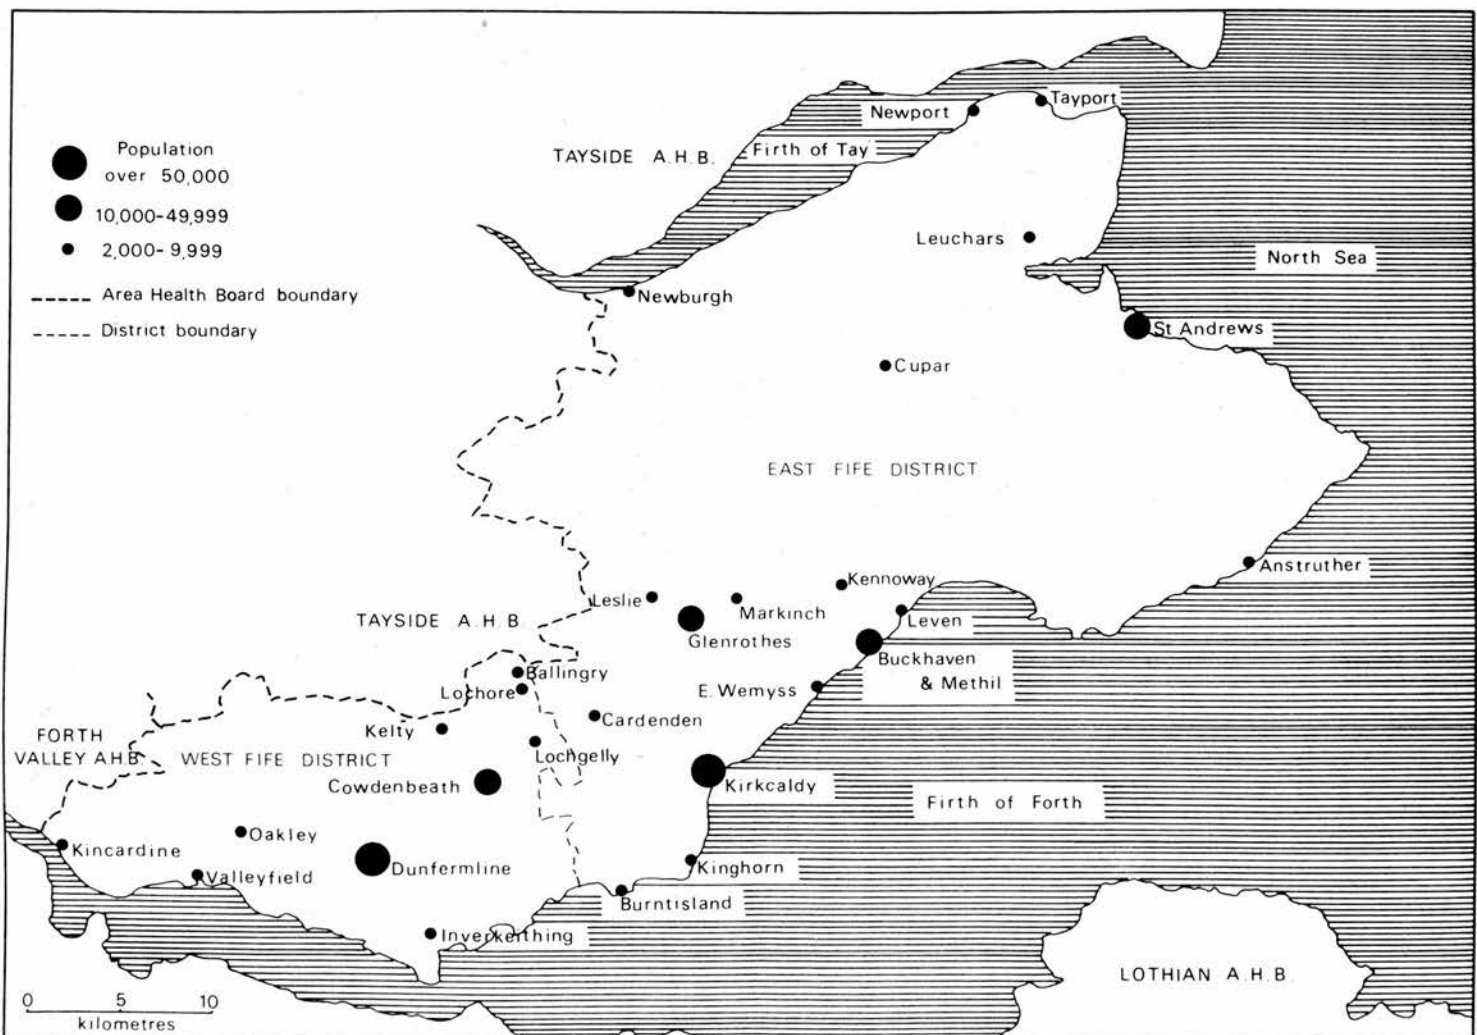 Population
over 50,000
10,000-49,999
2,000-9,999
Area Health Board boundary
District boundary
TAYSIDE A.H.B.
Firth of Tay
Newport
Tayport
Leuchars
North Sea
Newburgh
St Andrews
Cupar
EAST FIFE DISTRICT
Anstruther
Kennoway
Leslie
Markinch
Leven
TAYSIDE A.H.B.
Glenrothes
Buckhaven
& Methil
Ballingry
Lochore
E. Wemyss
Cardenden
Kelty
FORTH
VALLEY A.H.B.
WEST FIFE DISTRICT
Lochgelly
Cowdenbeath
Kirkcaldy
Firth of Forth
Oakley
Kincardine
Dunfermline
Kinghorn
Valleyfield
Burntisland
Inverkeithing
LOTHIAN A.H.B.
0 5 10
kilometres